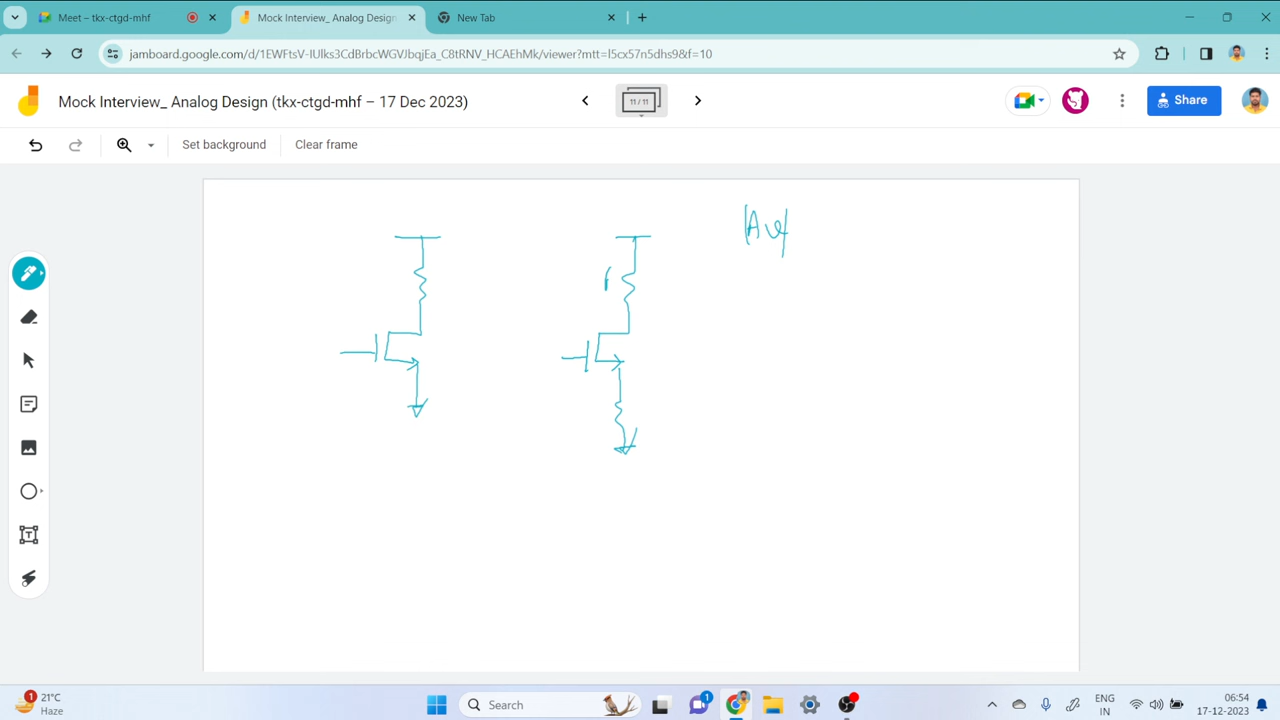 Meet – tkx-ctgd-mhf
Mock Interview_ Analog Design
New Tab
jamboard.google.com/d/1EWFtsV-IUlks3CdBrbcWGVJbqjEa_C8tRNV_HCAEhMk/viewer?mtt=l5cx57n5dhs9&f=10
Mock Interview_ Analog Design (tkx-ctgd-mhf – 17 Dec 2023)
11 / 11
Share
Set background
Clear frame
|Av|
T
1
21°C
Haze
Search
1
ENG
IN
06:54
17-12-2023